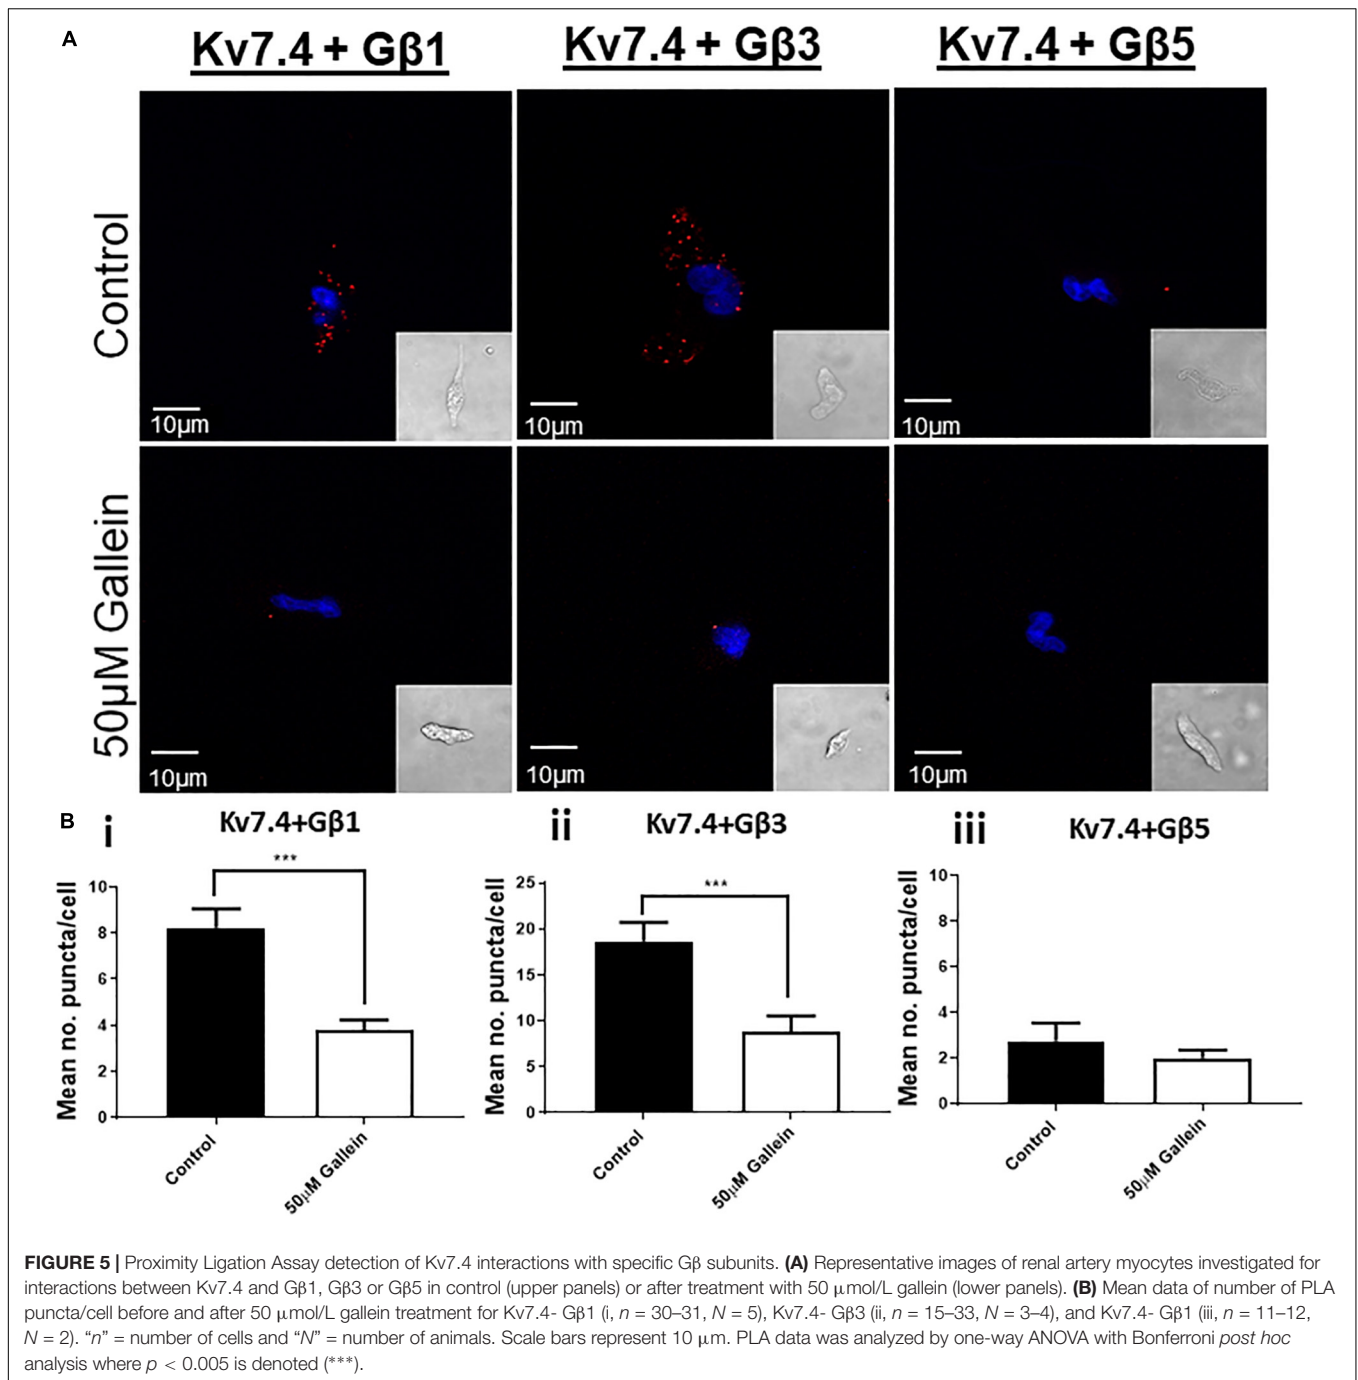 A
Kv7.4 + Gβ1
Kv7.4 + Gβ3
Kv7.4 + Gβ5
Control
10µm
10µm
10µm
50µM Gallein
10µm
10µm
10µm
B
i
Kv7.4+Gβ1
***
Mean no. puncta/cell
10
8
6
4
2
0
Control
50µM Gallein
ii
Kv7.4+Gβ3
***
Mean no. puncta/cell
25
20
15
10
5
0
Control
50µM Gallein
iii
Kv7.4+Gβ5
Mean no. puncta/cell
10
8
6
4
2
0
Control
50µM Gallein
FIGURE 5 | Proximity Ligation Assay detection of Kv7.4 interactions with specific Gβ subunits. (A) Representative images of renal artery myocytes investigated for
interactions between Kv7.4 and Gβ1, Gβ3 or Gβ5 in control (upper panels) or after treatment with 50 µmol/L gallein (lower panels). (B) Mean data of number of PLA
puncta/cell before and after 50 µmol/L gallein treatment for Kv7.4- Gβ1 (i, n = 30–31, N = 5), Kv7.4- Gβ3 (ii, n = 15–33, N = 3–4), and Kv7.4- Gβ1 (iii, n = 11–12,
N = 2). “n” = number of cells and “N” = number of animals. Scale bars represent 10 µm. PLA data was analyzed by one-way ANOVA with Bonferroni post hoc
analysis where p < 0.005 is denoted (***).